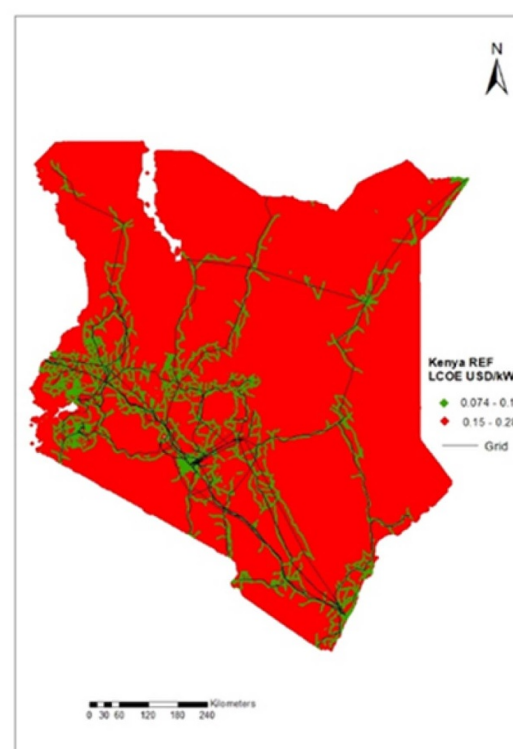 N
Kenya REF
LCOE USD/kW
0.074 - 0.1
0.15 - 0.20
Grid
Kilometers
0 30 60 120 180 240